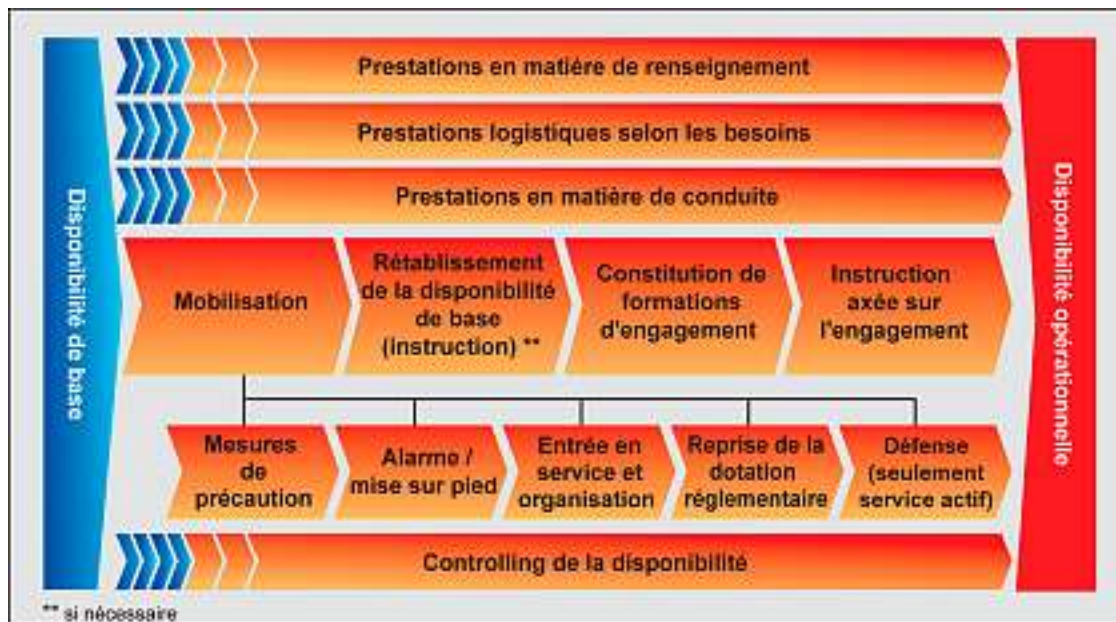 Disponibilité de base
Prestations en matière de renseignement
Prestations logistiques selon les besoins
Prestations en matière de conduite
Mobilisation
Rétablissement
de la disponibilité
de base
(instruction) **
Constitution de
formations
d'engagement
Instruction
axée sur
l'engagement
Mesures
de
précaution
Alarme /
mise sur pied
Entrée en
service et
organisation
Reprise de la
dotation
réglementaire
Défense
(seulement
service actif)
Controlling de la disponibilité
Disponibilité opérationnelle
** si nécessaire